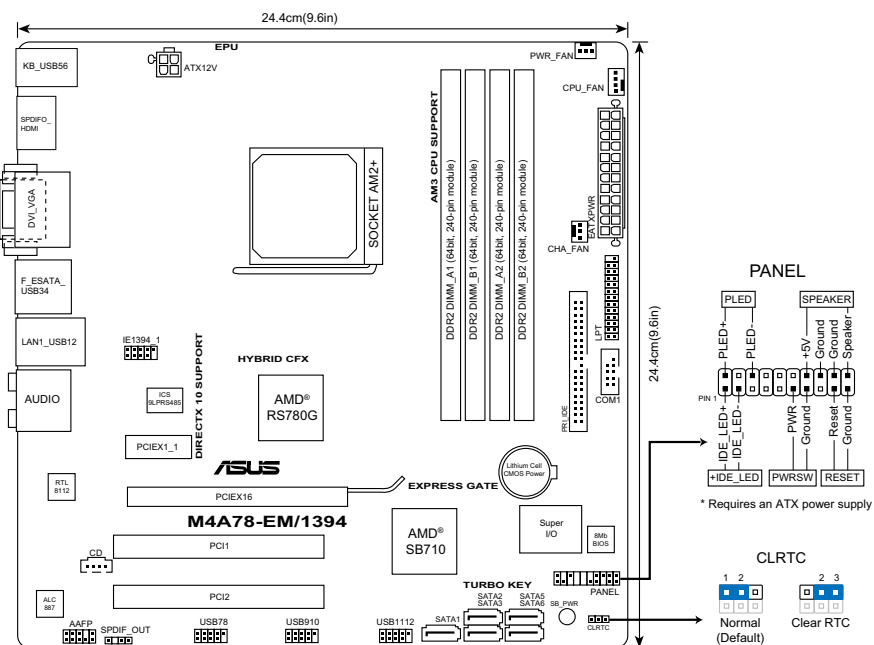 24.4cm(9.6in)
EPU
KB_USB56
ATX12V
PWR_FAN
CPU_FAN
SPDIFO_
HDMI
DVI_VGA
SOCKET AM2+
AM3 CPU SUPPORT
DDR2 DIMM_A1 (64bit, 240-pin module)
DDR2 DIMM_B1 (64bit, 240-pin module)
DDR2 DIMM_A2 (64bit, 240-pin module)
DDR2 DIMM_B2 (64bit, 240-pin module)
EATXPWR
CHA_FAN
F_ESATA_
USB34
LPT
24.4cm(9.6in)
LAN1_USB12
IE1394_1
DIRECTX 10 SUPPORT
HYBRID CFX
AUDIO
ICS
9LPRS485
AMD®
RS780G
PRI_IDE
COM1
PCIEX1_1
ASUS
RTL
8112
PCIEX16
EXPRESS GATE
Lithium Cell
CMOS Power
M4A78-EM/1394
PCI1
CD
AMD®
SB710
Super
I/O
8Mb
BIOS
ALC
887
PCI2
TURBO KEY
PANEL
AAFP
SPDIF_OUT
USB78
USB910
USB1112
SATA1
SATA2
SATA3
SATA5
SATA6
SB_PWR
CLRTC
PANEL
PLED
SPEAKER
PLED+
PLED-
+5V
Ground
Ground
Speaker
PIN 1
IDE_LED+
IDE_LED-
PWR
Ground
Reset
Ground
+IDE_LED
PWRSW
RESET
* Requires an ATX power supply
CLRTC
1 2
2 3
Normal
(Default)
Clear RTC